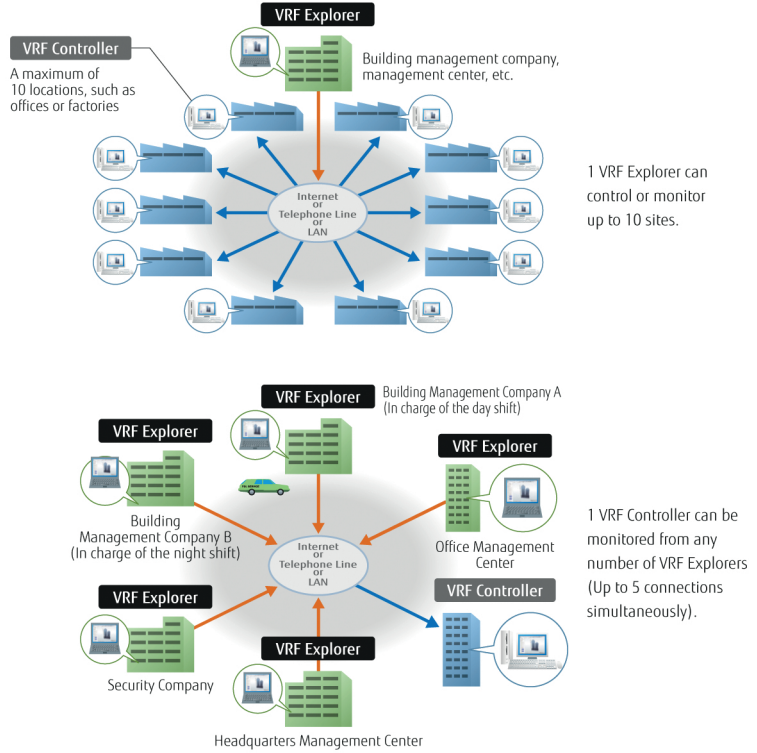 VRF Explorer
VRF Controller
A maximum of
10 locations, such as
offices or factories
Building management company,
management center, etc.
Internet
or
Telephone Line
or
LAN
1 VRF Explorer can
control or monitor
up to 10 sites.
VRF Explorer
Building Management Company A
(In charge of the day shift)
VRF Explorer
Building
Management Company B
(In charge of the night shift)
VRF Explorer
Office Management
Center
Internet
or
Telephone Line
or
LAN
1 VRF Controller can be
monitored from any
number of VRF Explorers
(Up to 5 connections
simultaneously).
VRF Explorer
Security Company
VRF Controller
VRF Explorer
Headquarters Management Center